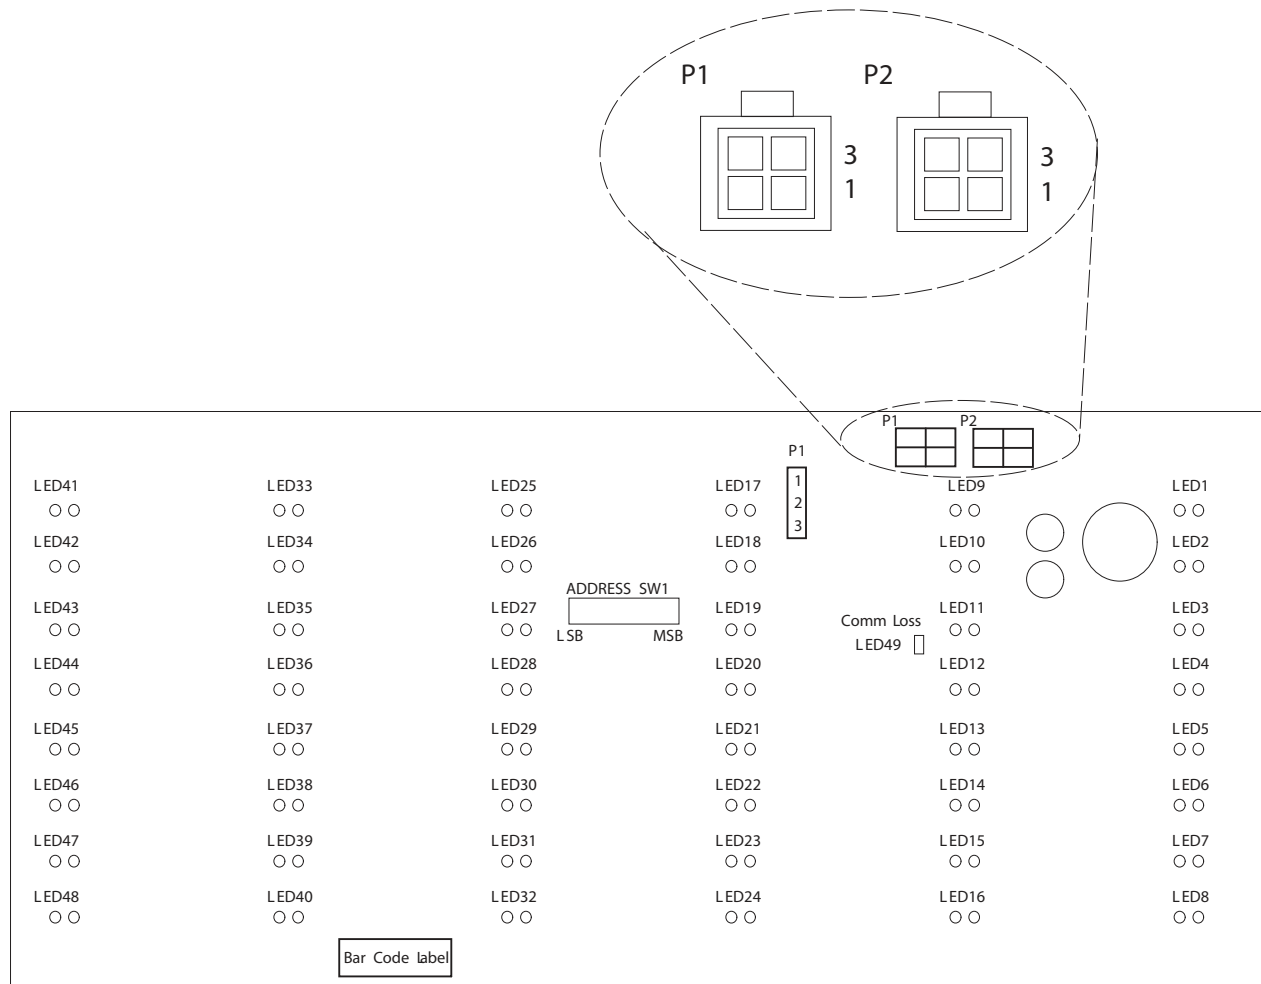 P1 P2
3 3
1 1
P1 P2
P1
1
2
3
LED41 LED33 LED25 LED17 LED9 LED1
LED42 LED34 LED26 LED18 LED10 LED2
ADDRESS SW1
LED43 LED35 LED27 LED19 LED11 LED3
Comm Loss
LSB MSB
LED49
LED44 LED36 LED28 LED20 LED12 LED4
LED45 LED37 LED29 LED21 LED13 LED5
LED46 LED38 LED30 LED22 LED14 LED6
LED47 LED39 LED31 LED23 LED15 LED7
LED48 LED40 LED32 LED24 LED16 LED8
Bar Code label